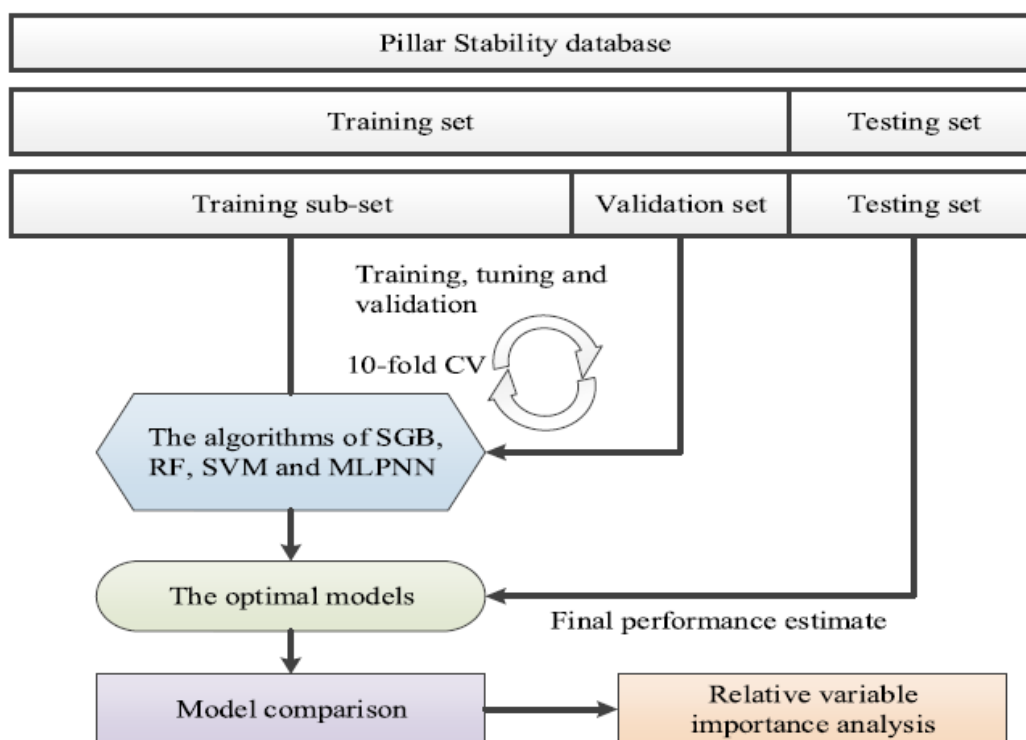 Pillar Stability database
Training set
Testing set
Training sub-set
Validation set
Testing set
Training, tuning and
validation
10-fold CV
The algorithms of SGB,
RF, SVM and MLPNN
The optimal models
Final performance estimate
Model comparison
Relative variable
importance analysis